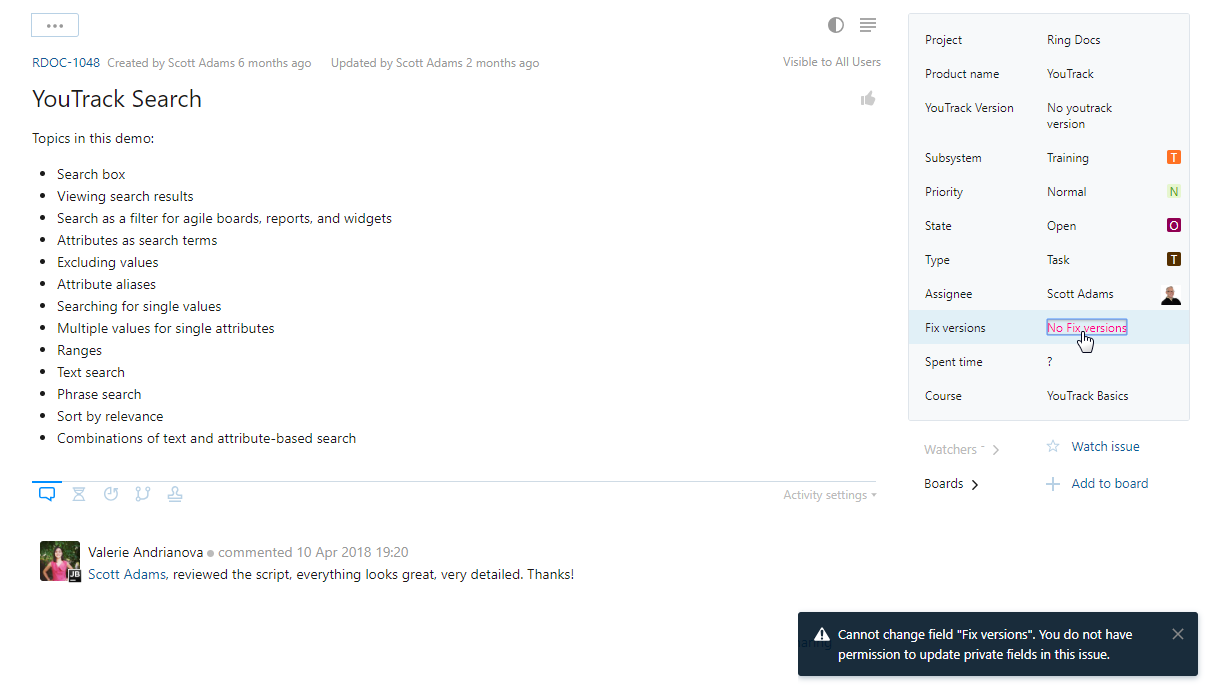 RDOC-1048 Created by Scott Adams 6 months ago Updated by Scott Adams 2 months ago Visible to All Users
YouTrack Search
Topics in this demo:
Search box
Viewing search results
Search as a filter for agile boards, reports, and widgets
Attributes as search terms
Excluding values
Attribute aliases
Searching for single values
Multiple values for single attributes
Ranges
Text search
Phrase search
Sort by relevance
Combinations of text and attribute-based search
Activity settings
Valerie Andrianova commented 10 Apr 2018 19:20
Scott Adams, reviewed the script, everything looks great, very detailed. Thanks!
JB
Project Ring Docs
Product name YouTrack
YouTrack Version No youtrack
version
Subsystem Training T
Priority Normal N
State Open O
Type Task T
Assignee Scott Adams
Fix versions No Fix versions
Spent time ?
Course YouTrack Basics
Watchers Watch issue
Boards Add to board
Cannot change field "Fix versions". You do not have
permission to update private fields in this issue.